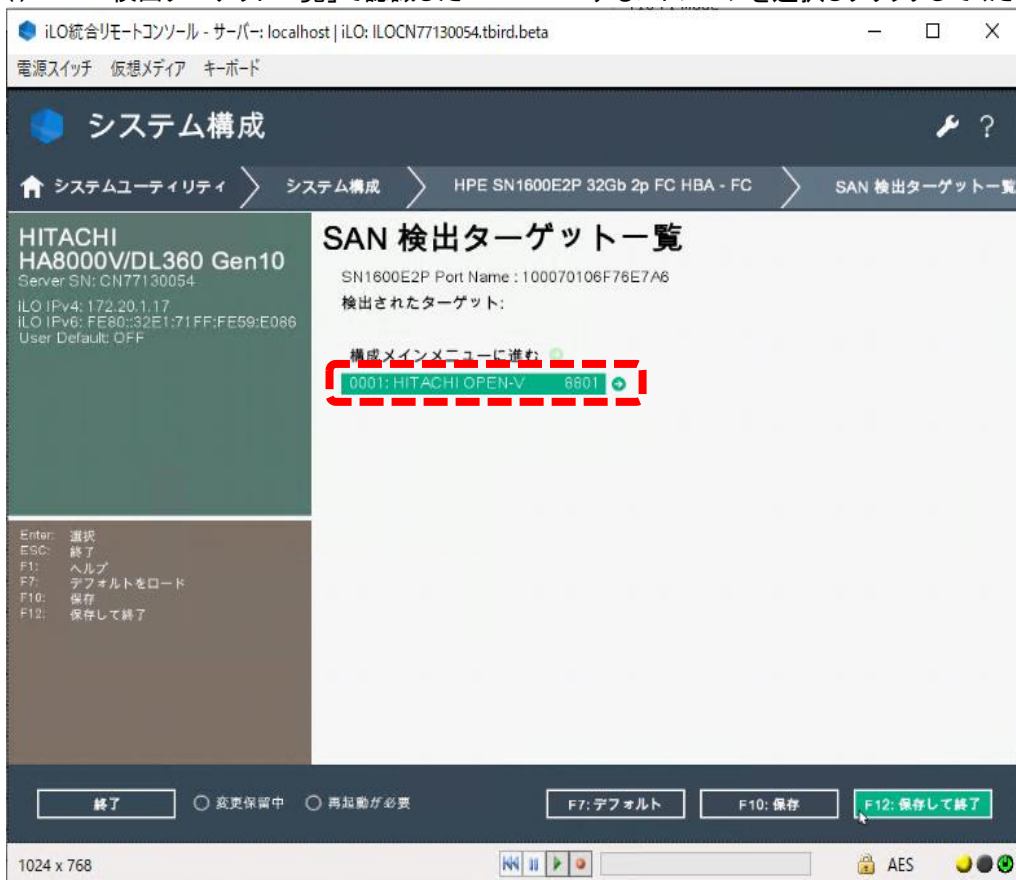 iLO統合リモートコンソール - サーバー: localhost | iLO: ILOCN77130054.tbird.beta
電源スイッチ 仮想メディア キーボード
システム構成
?
システムユーティリティ
システム構成
HPE SN1600E2P 32Gb 2p FC HBA - FC
SAN 検出ターゲット一覧
HITACHI
HA8000V/DL360 Gen10
Server SN: CN77130054
iLO IPv4: 172.20.1.17
iLO IPv6: FE80::32E1:71FF:FE59:E086
User Default: OFF
SAN 検出ターゲット一覧
SN1600E2P Port Name : 100070106F76E7A6
検出されたターゲット:
構成メインメニューに進む
0001: HITACHI OPEN-V 8801
Enter: 選択
ESC: 終了
F1: ヘルプ
F7: デフォルトをロード
F10: 保存
F12: 保存して終了
終了
変更保留中
再起動が必要
F7: デフォルト
F10: 保存
F12: 保存して終了
1024 x 768
AES